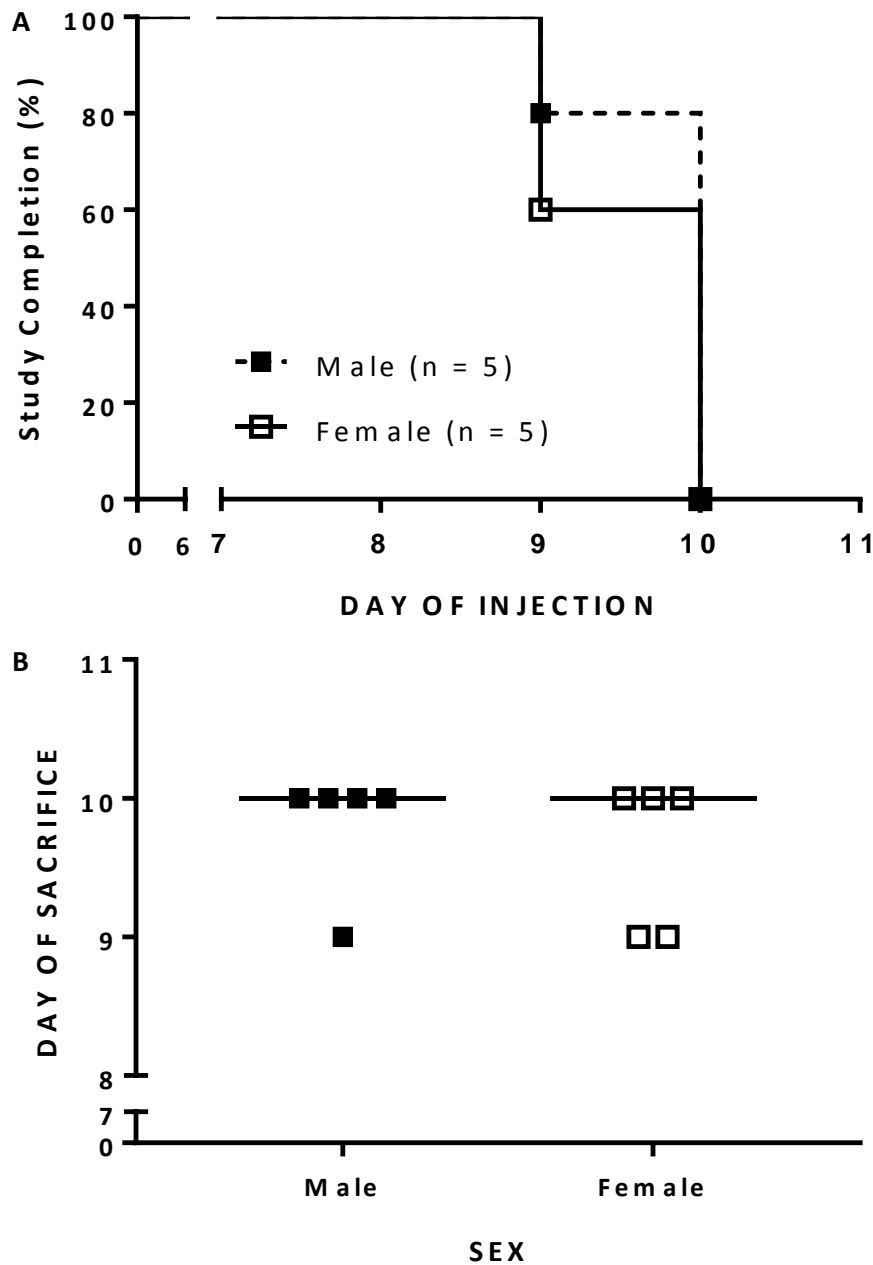 A
Study Completion (%)
100
80
60
40
20
0
Male (n = 5)
Female (n = 5)
0 6 7 8 9 10 11
DAY OF INJECTION
B
DAY OF SACRIFICE
11
10
9
8
7
0
Male Female
SEX